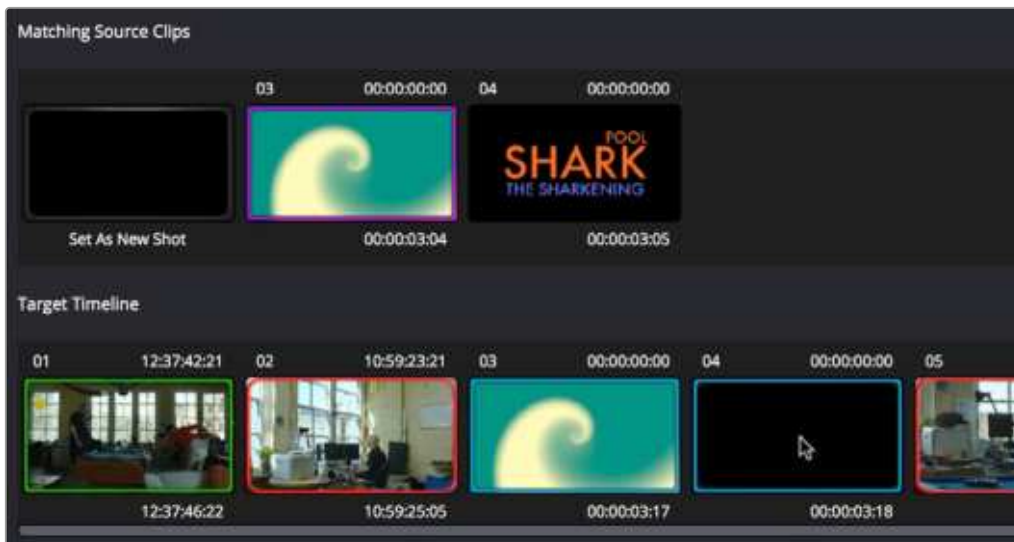 Matching Source Clips
03 00:00:00:00 04 00:00:00:00
POOL
SHARK
THE SHARKENING
Set As New Shot 00:00:03:04 00:00:03:05
Target Timeline
01 12:37:42:21 02 10:59:23:21 03 00:00:00:00 04 00:00:00:00 05
12:37:46:22 10:59:25:05 00:00:03:17 00:00:03:18